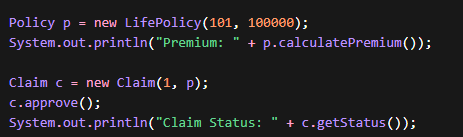 Policy p = new LifePolicy(101, 100000);
System.out.println("Premium: " + p.calculatePremium());
Claim c = new Claim(1, p);
c.approve();
System.out.println("Claim Status: " + c.getStatus());